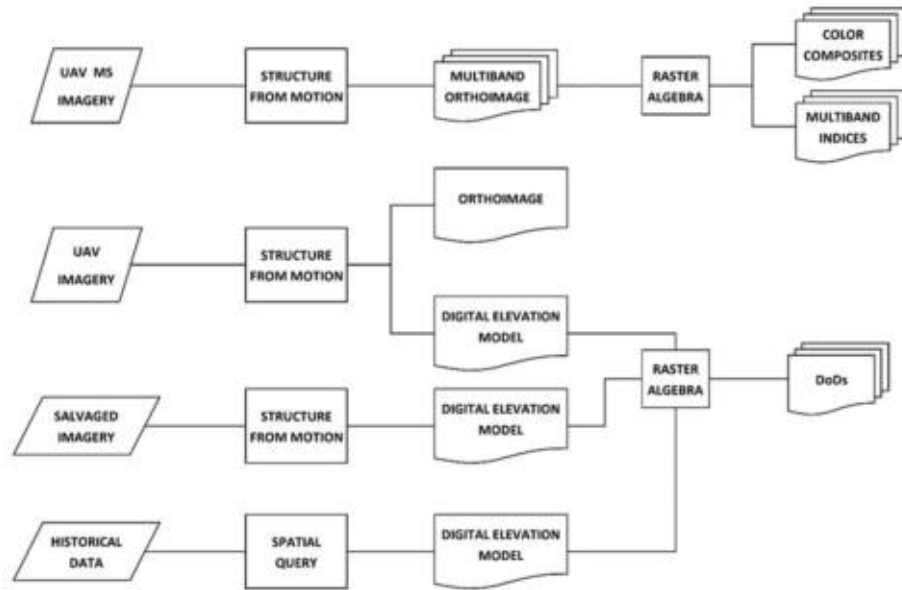 UAV MS
IMAGERY
STRUCTURE
FROM MOTION
MULTIBAND
ORTHOIMAGE
RASTER
ALGEBRA
COLOR
COMPOSITES
MULTIBAND
INDICES
UAV
IMAGERY
STRUCTURE
FROM MOTION
ORTHOIMAGE
DIGITAL ELEVATION
MODEL
SALVAGED
IMAGERY
STRUCTURE
FROM MOTION
DIGITAL ELEVATION
MODEL
RASTER
ALGEBRA
DoDs
HISTORICAL
DATA
SPATIAL
QUERY
DIGITAL ELEVATION
MODEL